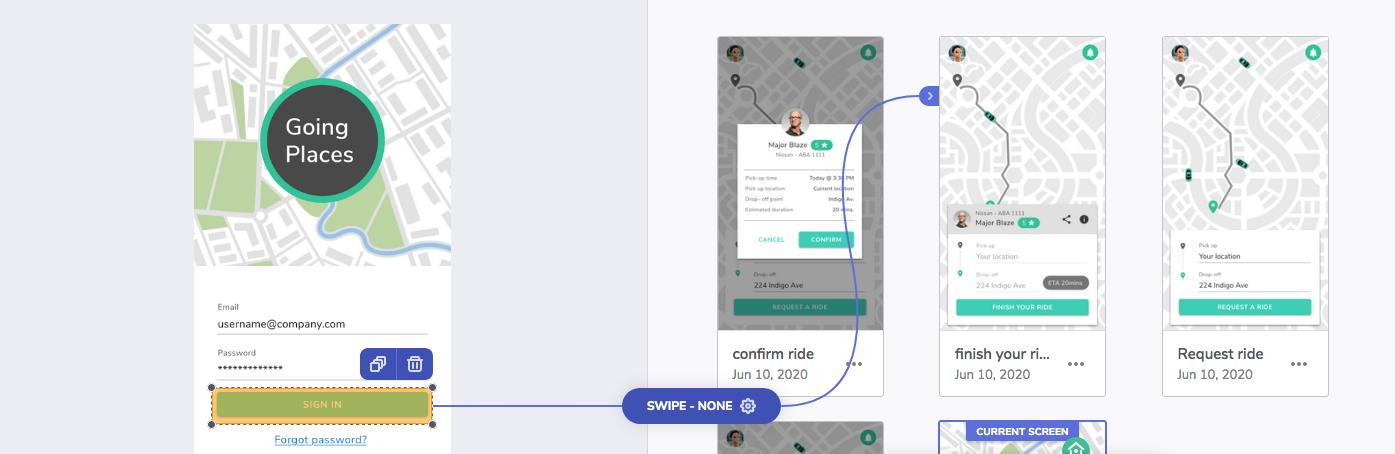 Going
Places
Email
username@company.com
Password
*************
SIGN IN
Forgot password?
SWIPE - NONE
Major Blaze 5 ★
Nissan - ABA 1111
Pick-up time Today @ 3:30 PM
Pick up location Current location
Drop- off point Indigo Av.
Estimated duration 20 mins.
CANCEL CONFIRM
Drop-off
224 Indigo Ave
REQUEST A RIDE
confirm ride
Jun 10, 2020
Nissan - ABA 1111
Major Blaze 5 ★
Pick up
Your location
Drop-off
224 Indigo Ave ETA 20mins
FINISH YOUR RIDE
finish your ri...
Jun 10, 2020
Pick up
Your location
Drop-off
224 Indigo Ave
REQUEST A RIDE
Request ride
Jun 10, 2020
CURRENT SCREEN